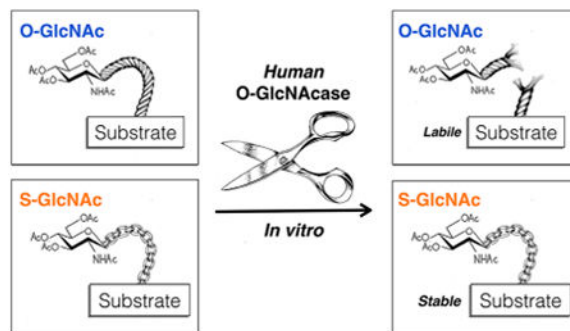 O-GlcNAc
OAc
AcO
AcO
O
NHAc
Substrate
S-GlcNAc
OAc
AcO
AcO
O
NHAc
Substrate
Human
O-GlcNAcase
In vitro
O-GlcNAc
OAc
AcO
AcO
O
NHAc
Labile
Substrate
S-GlcNAc
OAc
AcO
AcO
O
NHAc
Stable
Substrate